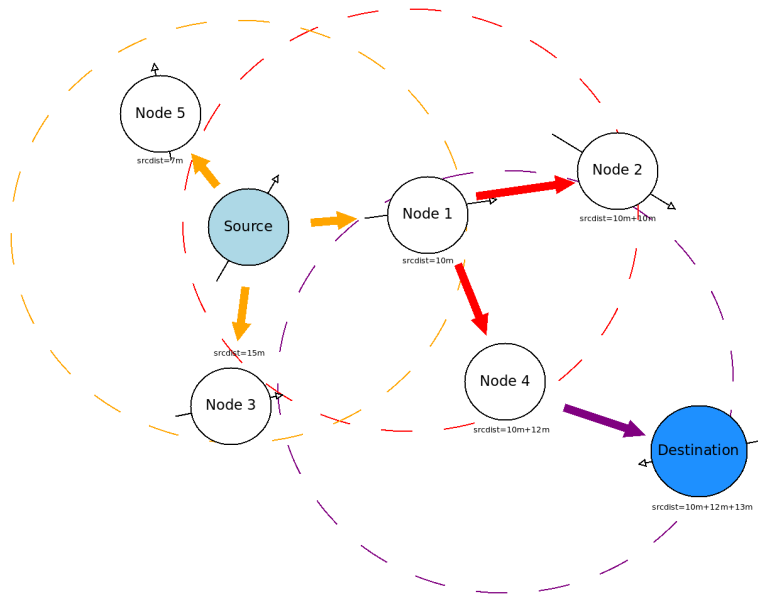 Node 5
srcdist=7m
Node 2
srcdist=10m+10m
Node 1
srcdist=10m
Source
srcdist=15m
Node 3
Node 4
srcdist=10m+12m
Destination
srcdist=10m+12m+13m